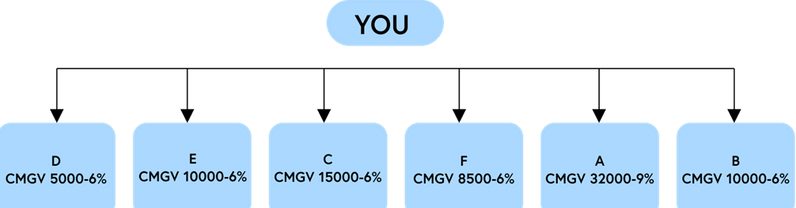 YOU
D
CMGV 5000-6%
E
CMGV 10000-6%
C
CMGV 15000-6%
F
CMGV 8500-6%
A
CMGV 32000-9%
B
CMGV 10000-6%